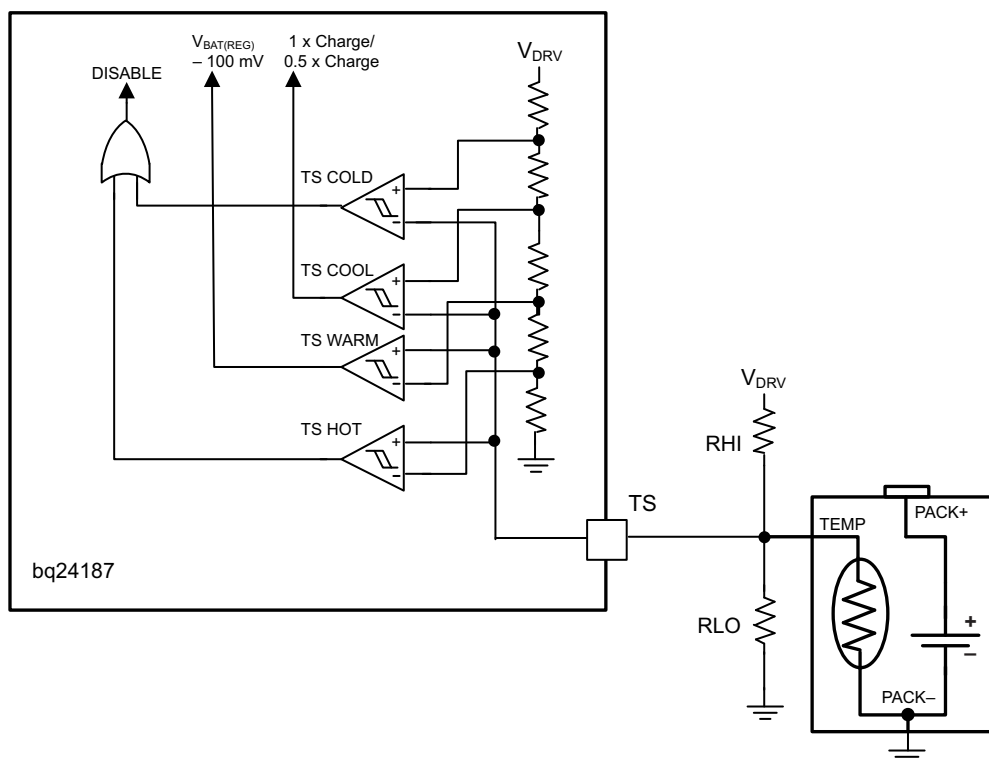 V_BAT(REG)
– 100 mV
1 x Charge/
0.5 x Charge
V_DRV
DISABLE
TS COLD
+
−
TS COOL
+
−
TS WARM
+
−
TS HOT
+
−
bq24187
TS
V_DRV
RHI
RLO
TEMP
PACK+
+
−
PACK–